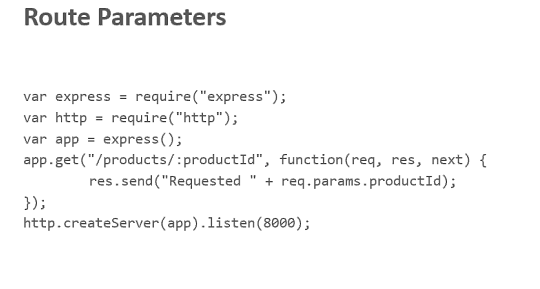 Route Parameters
var express = require("express");
var http = require("http");
var app = express();
app.get("/products/:productId", function(req, res, next) {
res.send("Requested " + req.params.productId);
});
http.createServer(app).listen(8000);